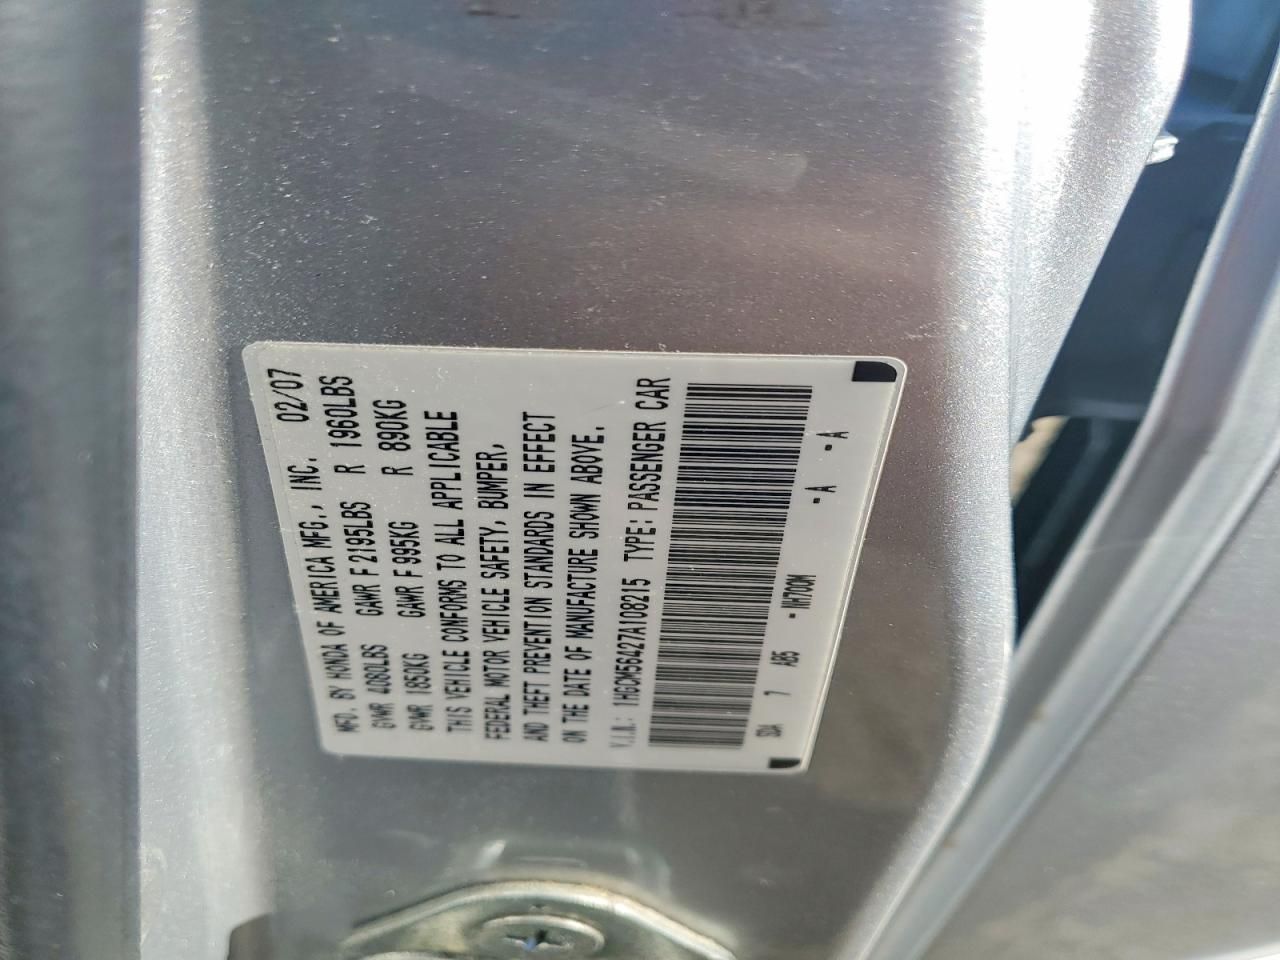 MFD. BY HONDA OF AMERICA MFG., INC. 02/07
GVWR 4080LBS GAWR F 2195LBS R 1960LBS
GVWR 1850KG GAWR F 995KG R 890KG
THIS VEHICLE CONFORMS TO ALL APPLICABLE
FEDERAL MOTOR VEHICLE SAFETY, BUMPER,
AND THEFT PREVENTION STANDARDS IN EFFECT
ON THE DATE OF MANUFACTURE SHOWN ABOVE.
V.I.N.: 1HGCM56427A108215 TYPE: PASSENGER CAR
SDA 7 AB5 - NH700M - A - A